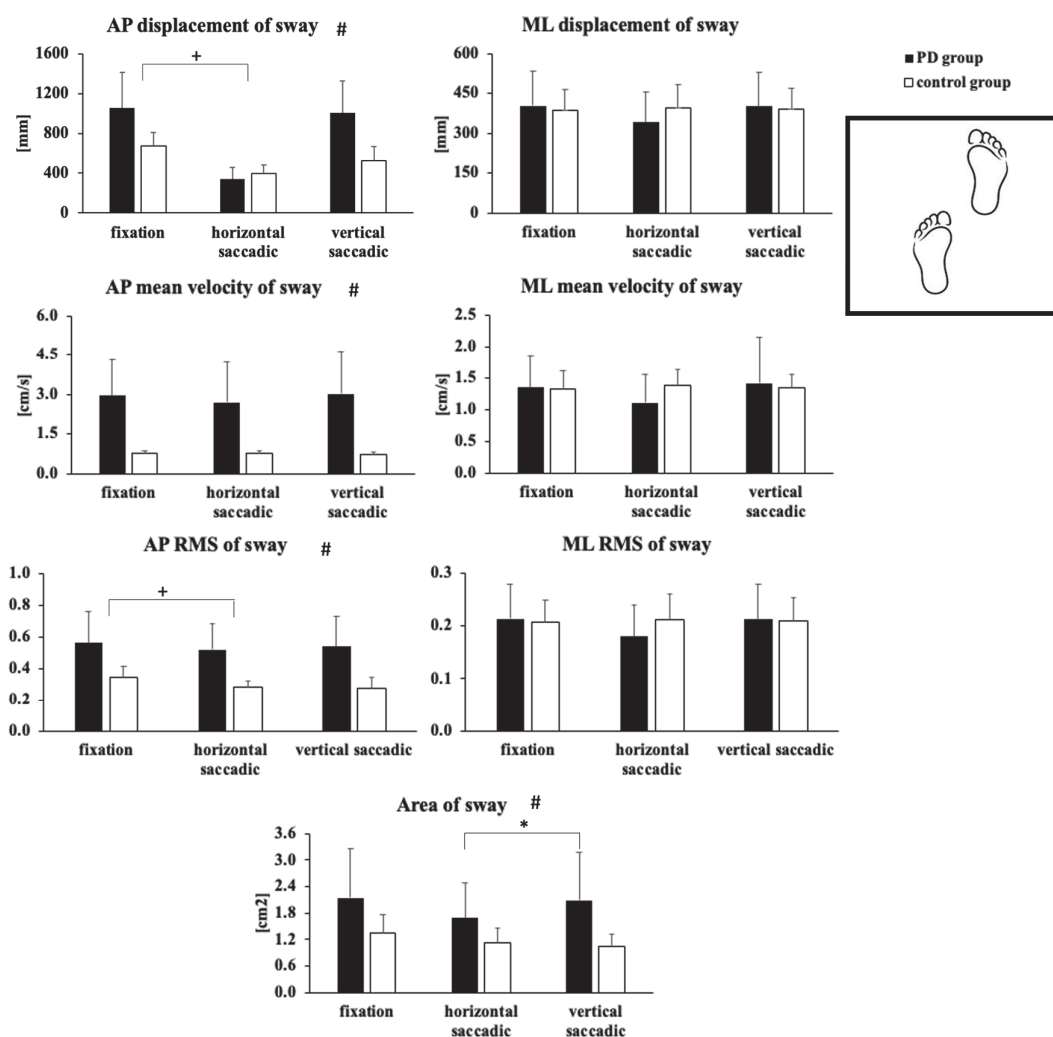 AP displacement of sway #
1600
1200
800
400
0
[mm]
+
fixation
horizontal
saccadic
vertical
saccadic
ML displacement of sway
600
450
300
150
0
[mm]
fixation
horizontal
saccadic
vertical
saccadic
PD group
control group
AP mean velocity of sway #
6.0
4.5
3.0
1.5
0.0
[cm/s]
fixation
horizontal
saccadic
vertical
saccadic
ML mean velocity of sway
2.5
2.0
1.5
1.0
0.5
0.0
[cm/s]
fixation
horizontal
saccadic
vertical
saccadic
AP RMS of sway #
1.0
0.8
0.6
0.4
0.2
0.0
+
fixation
horizontal
saccadic
vertical saccadic
ML RMS of sway
0.3
0.2
0.1
0.0
fixation
horizontal
saccadic
vertical saccadic
Area of sway #
3.6
3.0
2.4
1.8
1.2
0.6
0.0
[cm2]
*
fixation
horizontal
saccadic
vertical
saccadic